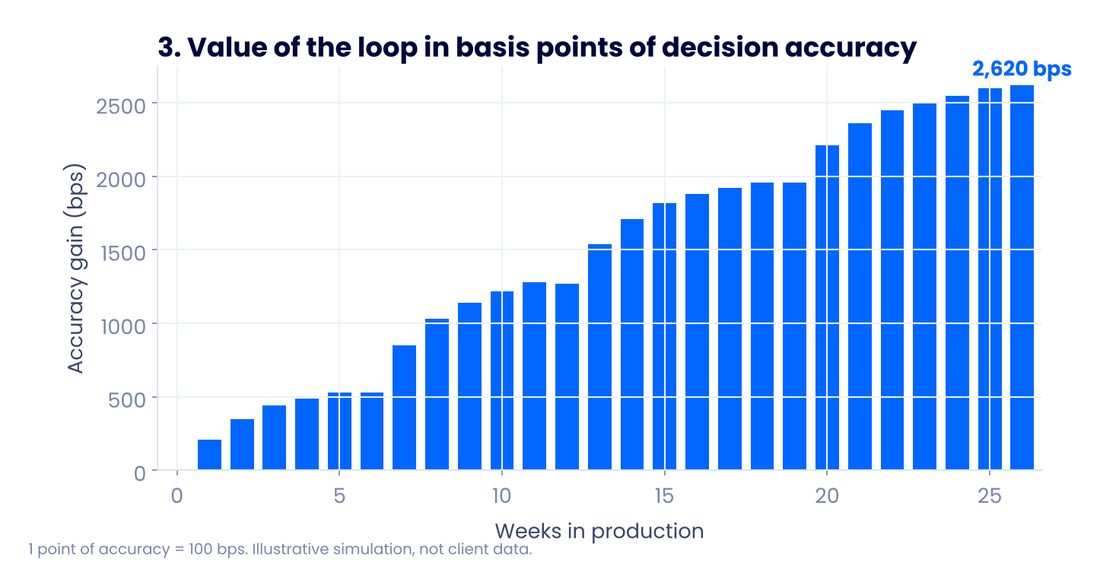 3. Value of the loop in basis points of decision accuracy
2,620 bps
Accuracy gain (bps)
2500
2000
1500
1000
500
0
0 5 10 15 20 25
Weeks in production
1 point of accuracy = 100 bps. Illustrative simulation, not client data.